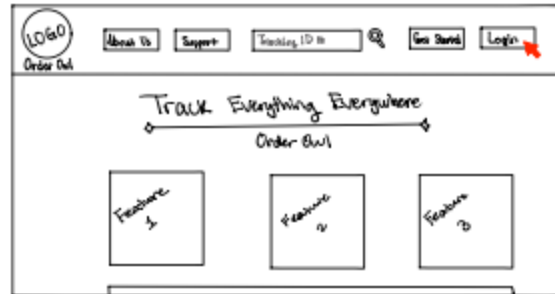 LOGO
Order Owl
About Us
Support
Tracking ID #
Get Started
Login
Track Everything Everywhere
Order Owl
Feature
1
Feature
2
Feature
3